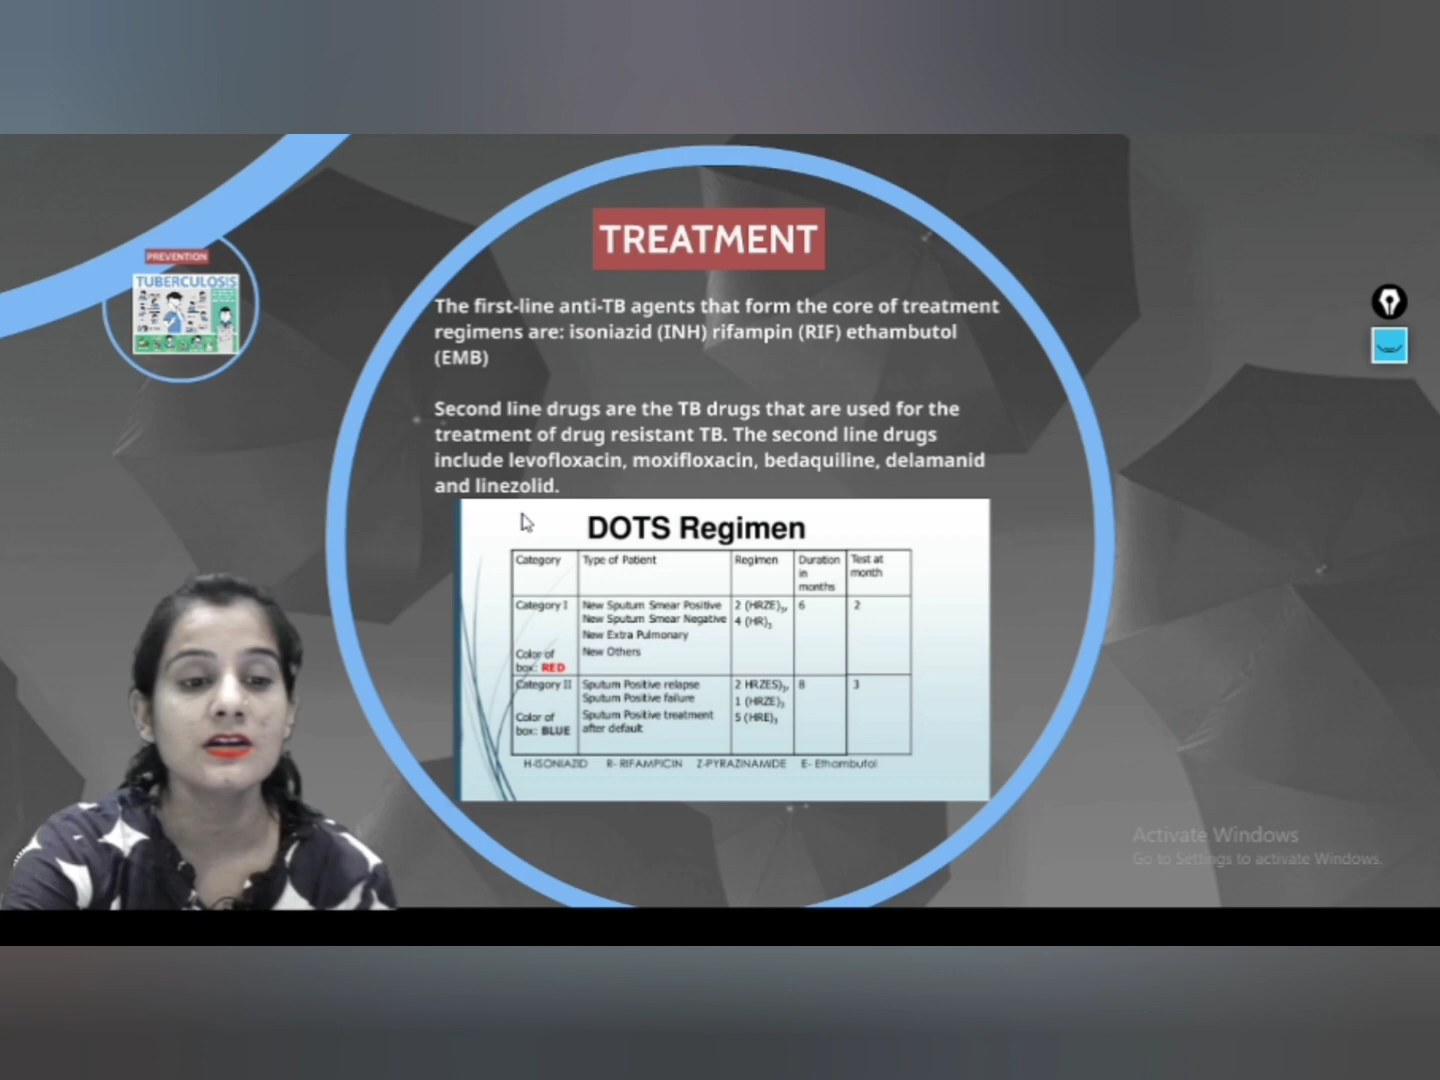 TREATMENT
The first-line anti-TB agents that form the core of treatment
regimens are: isoniazid (INH) rifampin (RIF) ethambutol
(EMB)
Second line drugs are the TB drugs that are used for the
treatment of drug resistant TB. The second line drugs
include levofloxacin, moxifloxacin, bedaquiline, delamanid
and linezolid.
PREVENTION
TUBERCULOSIS
DOTS Regimen
Category Type of Patient Regimen Duration in months Test at month
Category I
Color of
box: RED
New Sputum Smear Positive
New Sputum Smear Negative
New Extra Pulmonary
New Others
2 (HRZE)3,
4 (HR)3
6
2
Category II
Color of
box: BLUE
Sputum Positive relapse
Sputum Positive failure
Sputum Positive treatment
after default
2 HRZES)3,
1 (HRZE)3
5 (HRE)3
8
3
H-ISONIAZID R- RIFAMPICIN Z-PYRAZINAMIDE E- Ethambutol
Activate Windows
Go to Settings to activate Windows.